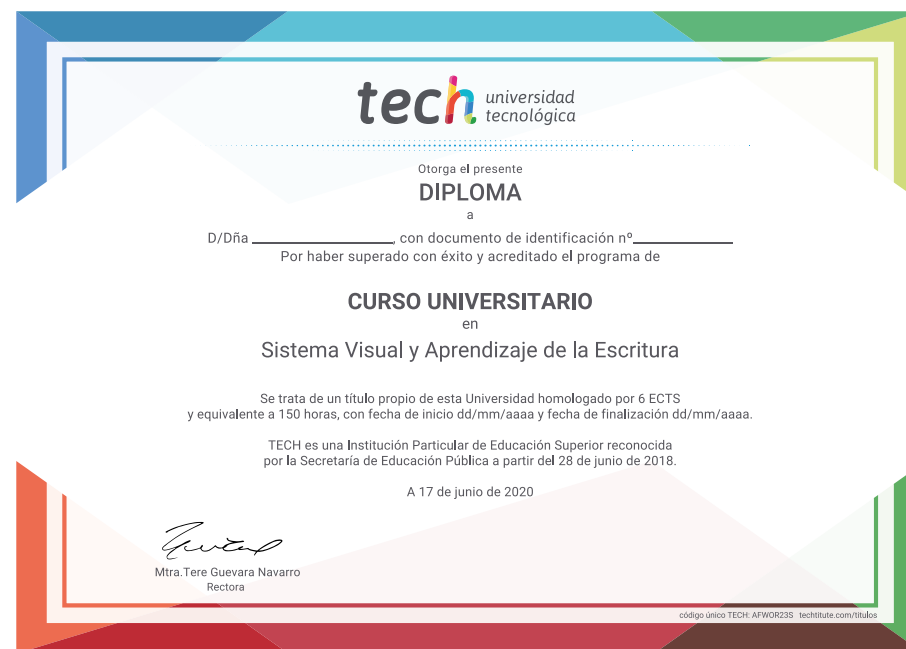 tech universidad
tecnológica
Otorga el presente
DIPLOMA
a
D/Dña ____________________, con documento de identificación nº______________
Por haber superado con éxito y acreditado el programa de
CURSO UNIVERSITARIO
en
Sistema Visual y Aprendizaje de la Escritura
Se trata de un título propio de esta Universidad homologado por 6 ECTS
y equivalente a 150 horas, con fecha de inicio dd/mm/aaaa y fecha de finalización dd/mm/aaaa.
TECH es una Institución Particular de Educación Superior reconocida
por la Secretaría de Educación Pública a partir del 28 de junio de 2018.
A 17 de junio de 2020
Mtra.Tere Guevara Navarro
Rectora
código único TECH: AFWOR23S techtitute.com/titulos